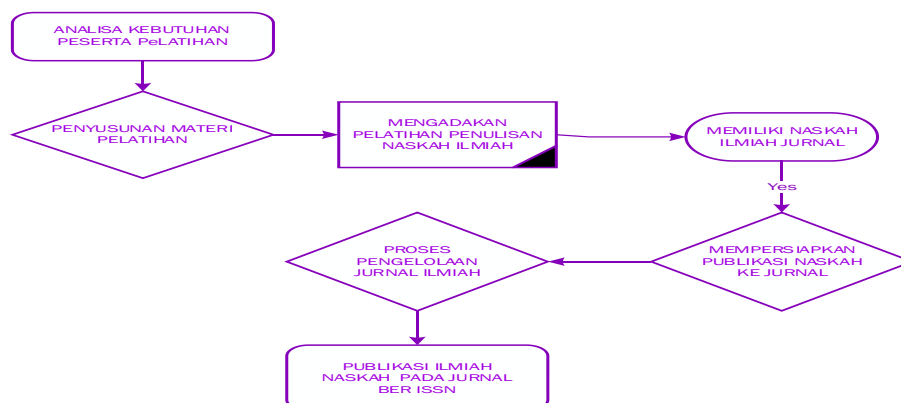 ANALISA KEBUTUHAN
PESERTA PeLATIHAN
PENYUSUNAN MATERI
PELATIHAN
MENGADAKAN
PELATIHAN PENULISAN
NASKAH ILMIAH
MEMILIKI NASKAH
ILMIAH JURNAL
Yes
MEMPERSIAPKAN
PUBLIKASI NASKAH
KE JURNAL
PROSES
PENGELOLAAN
JURNAL ILMIAH
PUBLIKASI ILMIAH
NASKAH PADA JURNAL
BER ISSN